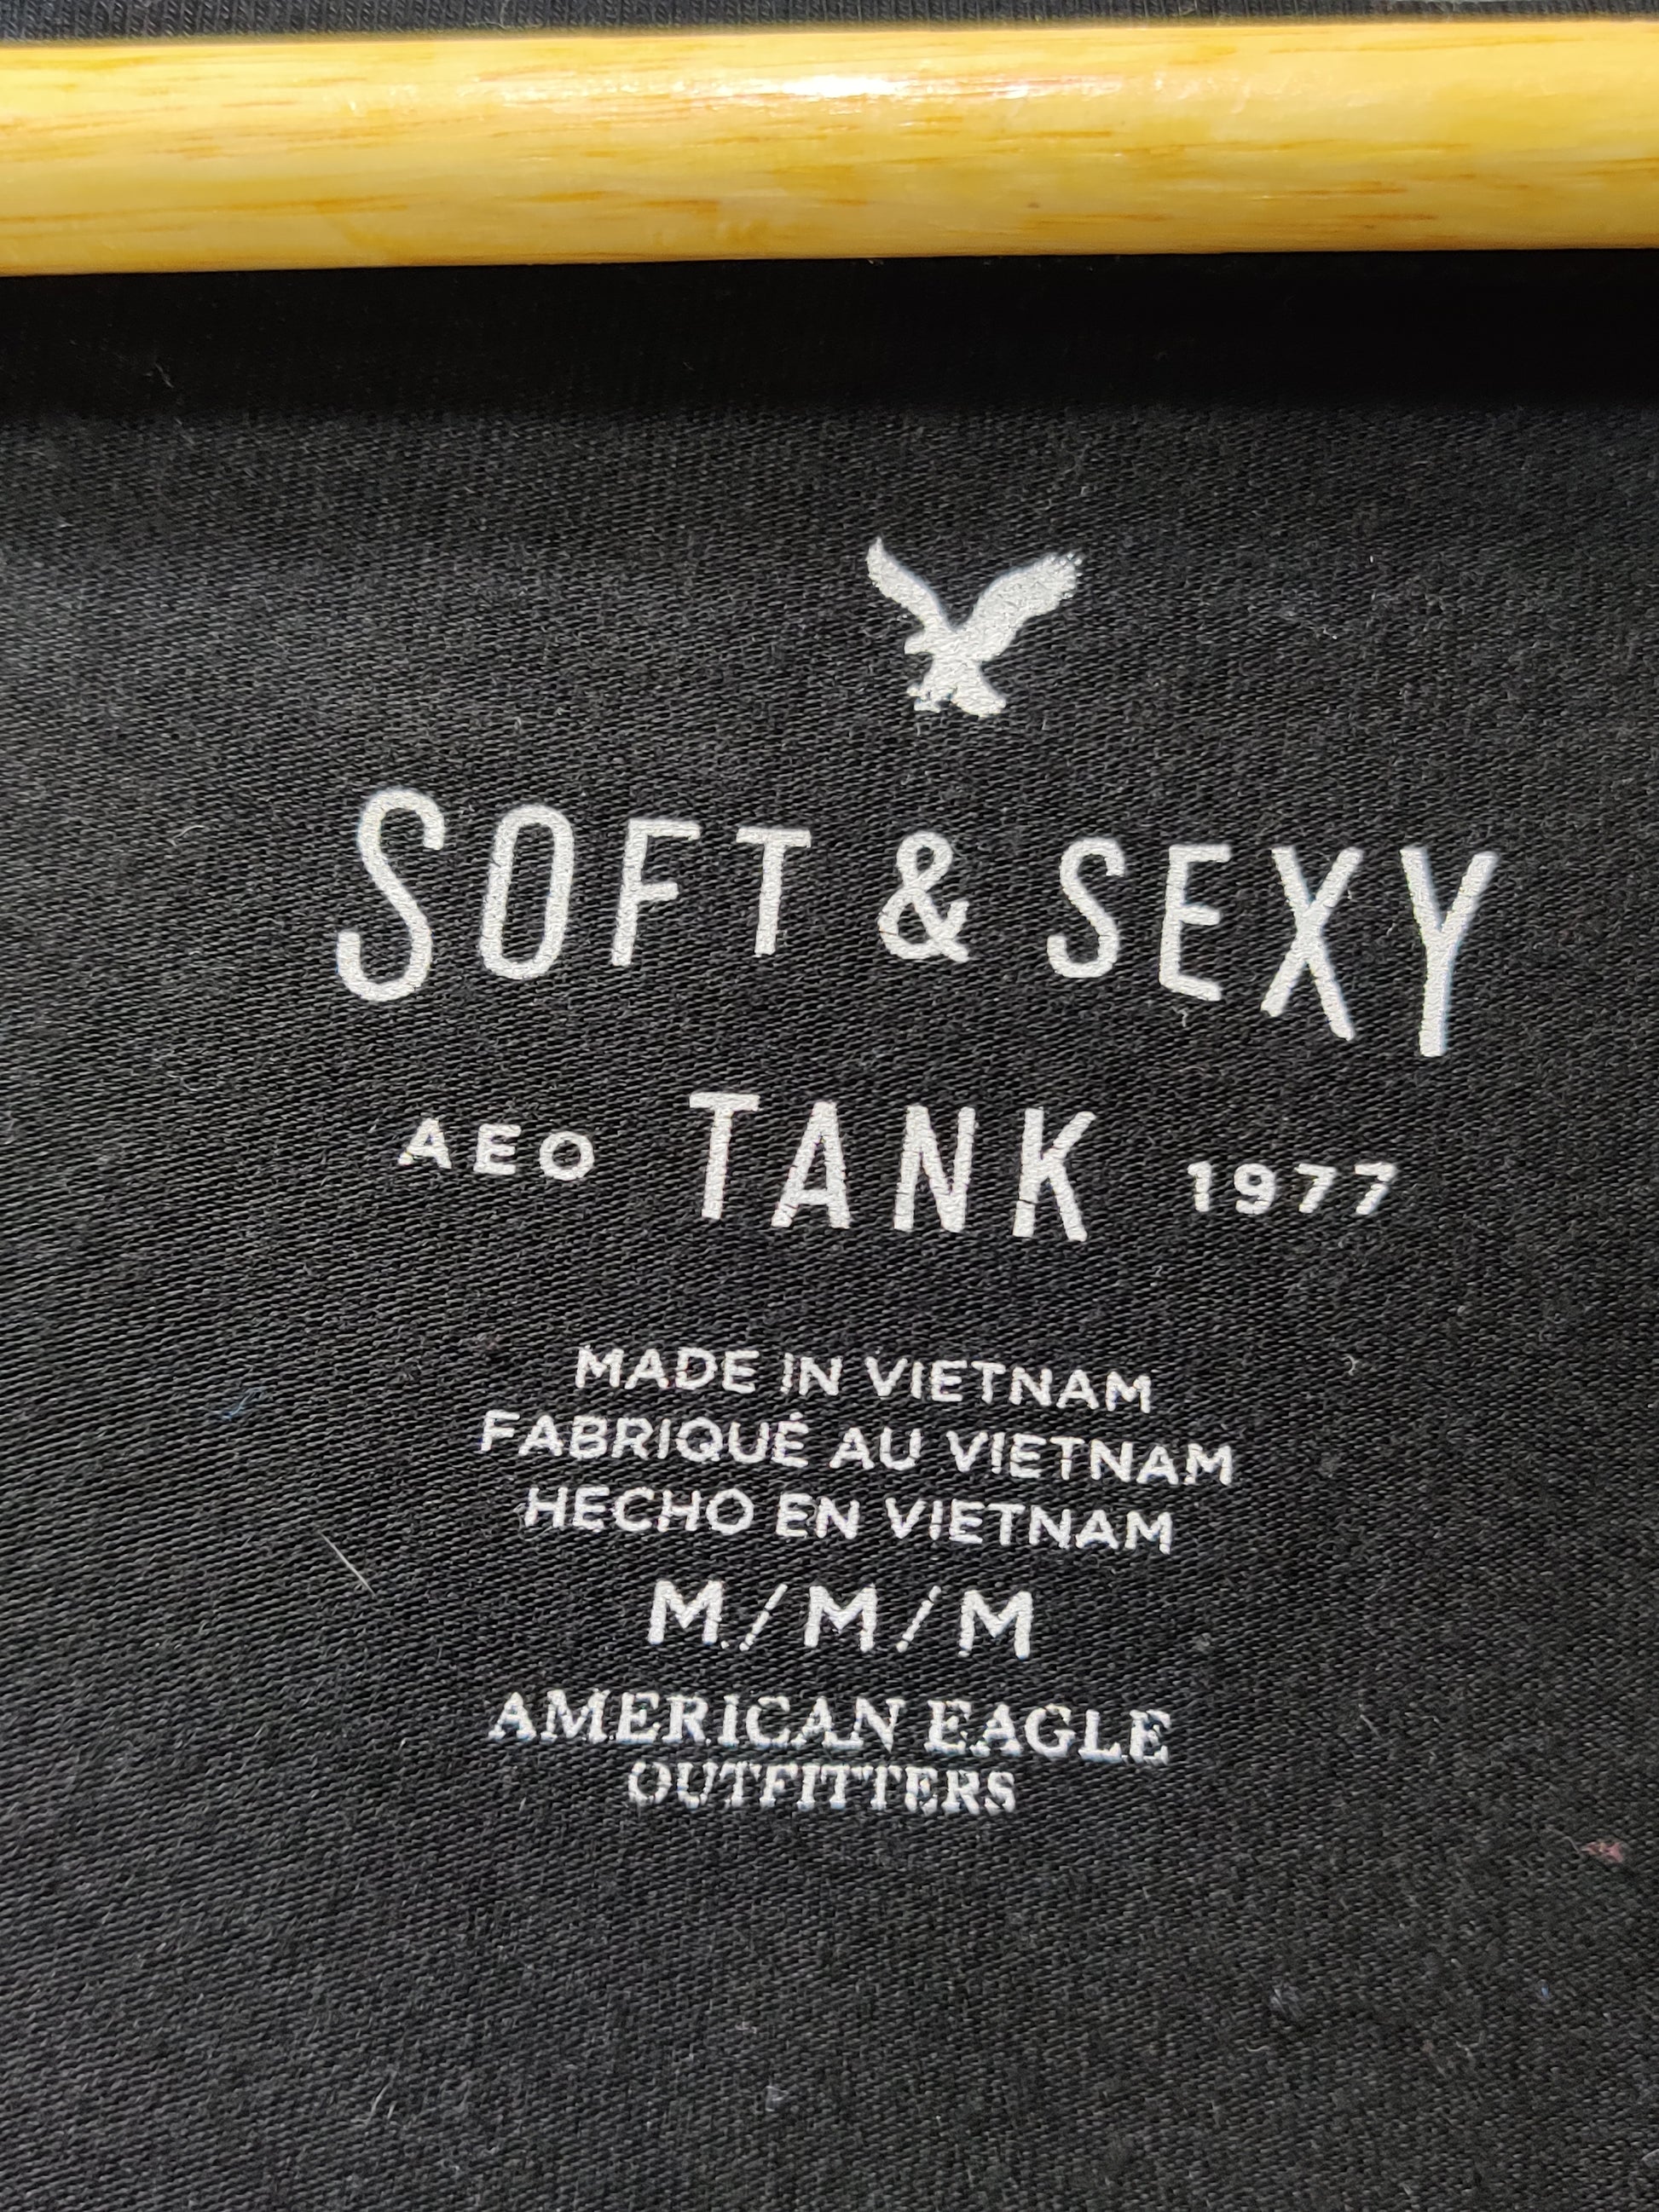 SOFT & SEXY
AEO TANK 1977
MADE IN VIETNAM
FABRIQUÉ AU VIETNAM
HECHO EN VIETNAM
M/M/M
AMERICAN EAGLE
OUTFITTERS